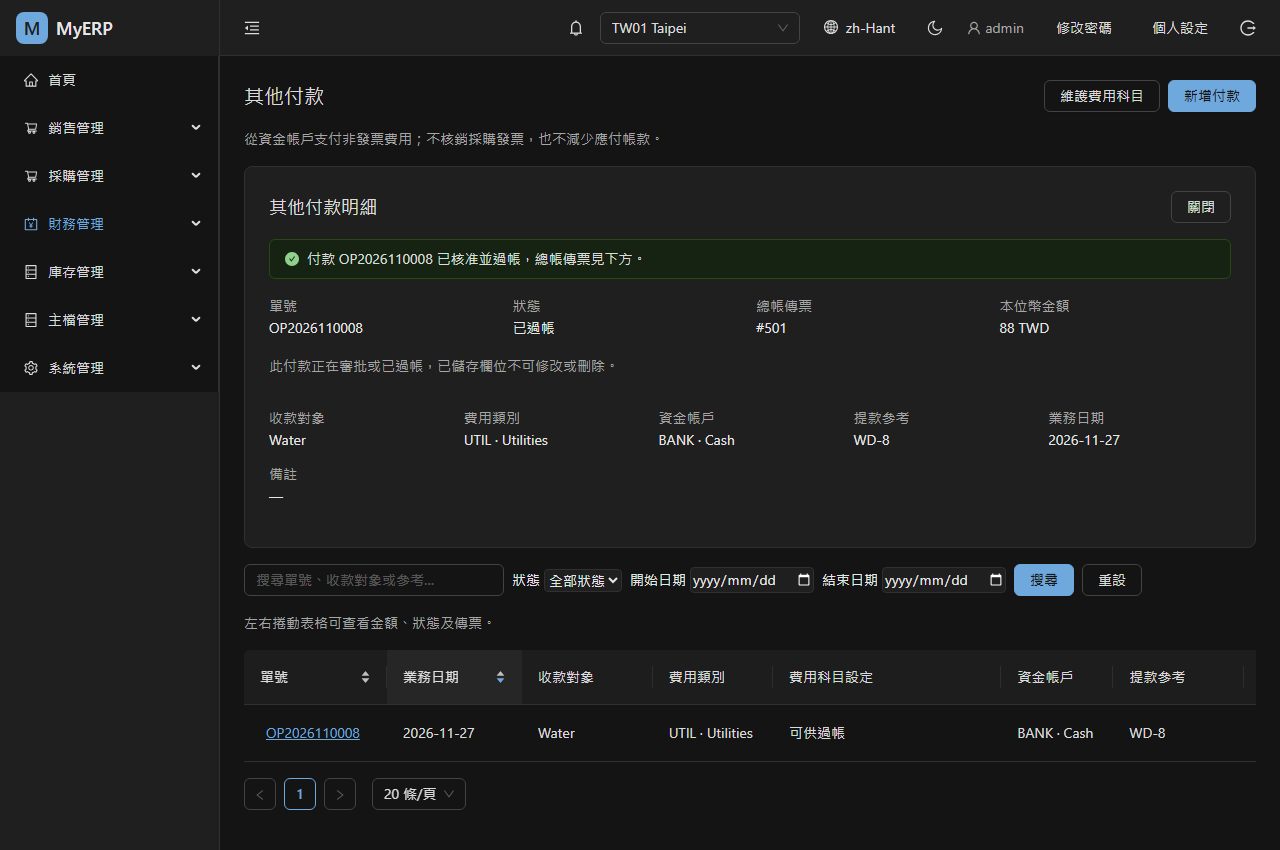 M MyERP
TW01 Taipei
zh-Hant
admin
修改密碼
個人設定
首頁
銷售管理
採購管理
財務管理
庫存管理
主檔管理
系統管理
其他付款
維護費用科目
新增付款
從資金帳戶支付非發票費用；不核銷採購發票，也不減少應付帳款。
其他付款明細
關閉
付款 OP2026110008 已核准並過帳，總帳傳票見下方。
單號 狀態 總帳傳票 本位幣金額
OP2026110008 已過帳 #501 88 TWD
此付款正在審批或已過帳，已儲存欄位不可修改或刪除。
收款對象 費用類別 資金帳戶 提款參考 業務日期
Water UTIL · Utilities BANK · Cash WD-8 2026-11-27
備註
—
搜尋單號、收款對象或參考... 狀態 全部狀態 開始日期 yyyy/mm/dd 結束日期 yyyy/mm/dd 搜尋 重設
左右捲動表格可查看金額、狀態及傳票。
單號 業務日期 收款對象 費用類別 費用科目設定 資金帳戶 提款參考
OP2026110008 2026-11-27 Water UTIL · Utilities 可供過帳 BANK · Cash WD-8
1 20 條/頁